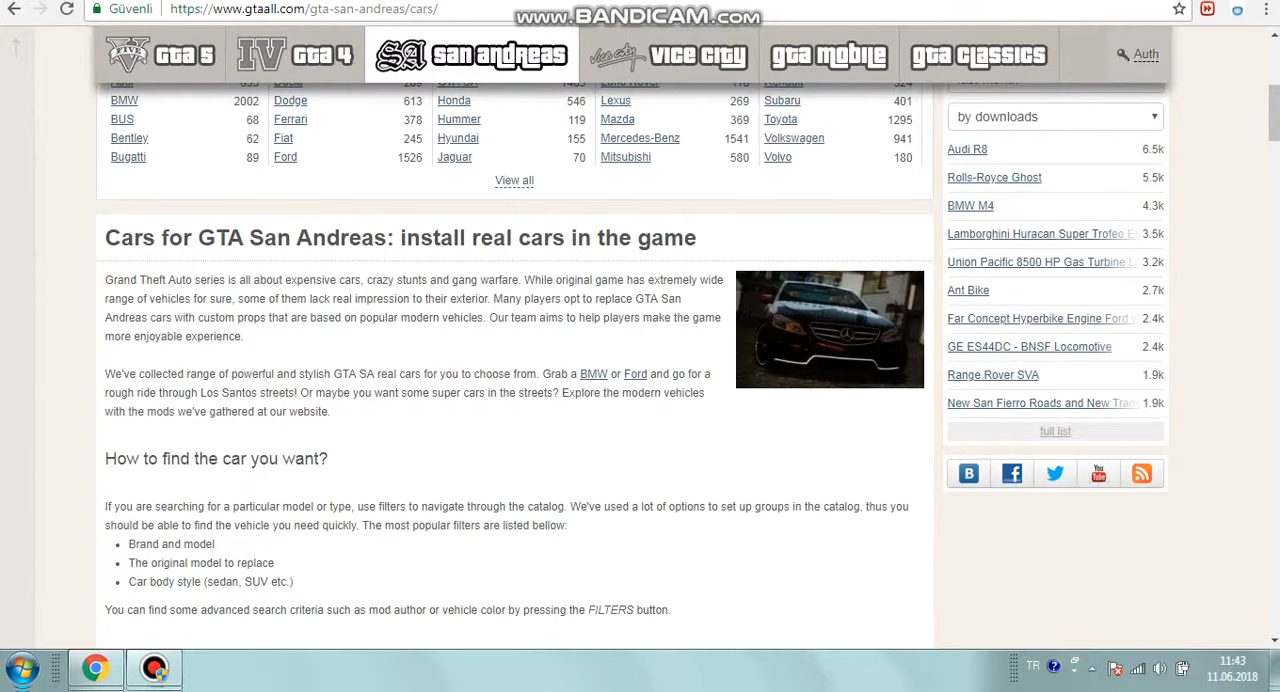 Güvenli
https://www.gtaall.com/gta-san-andreas/cars/
www.BANDICAM.com
GTA 5
GTA 4
San Andreas
Vice City
GTA Mobile
GTA Classics
Auth
BMW 2002 Dodge 613 Honda 546 Lexus 269 Subaru 401
BUS 68 Ferrari 378 Hummer 119 Mazda 369 Toyota 1295
Bentley 62 Fiat 245 Hyundai 155 Mercedes-Benz 1541 Volkswagen 941
Bugatti 89 Ford 1526 Jaguar 70 Mitsubishi 580 Volvo 180
View all
Cars for GTA San Andreas: install real cars in the game
Grand Theft Auto series is all about expensive cars, crazy stunts and gang warfare. While original game has extremely wide
range of vehicles for sure, some of them lack real impression to their exterior. Many players opt to replace GTA San
Andreas cars with custom props that are based on popular modern vehicles. Our team aims to help players make the game
more enjoyable experience.
We've collected range of powerful and stylish GTA SA real cars for you to choose from. Grab a BMW or Ford and go for a
rough ride through Los Santos streets! Or maybe you want some super cars in the streets? Explore the modern vehicles
with the mods we've gathered at our website.
How to find the car you want?
If you are searching for a particular model or type, use filters to navigate through the catalog. We've used a lot of options to set up groups in the catalog, thus you
should be able to find the vehicle you need quickly. The most popular filters are listed bellow:
• Brand and model
• The original model to replace
• Car body style (sedan, SUV etc.)
You can find some advanced search criteria such as mod author or vehicle color by pressing the FILTERS button.
by downloads
Audi R8 6.5k
Rolls-Royce Ghost 5.5k
BMW M4 4.3k
Lamborghini Huracan Super Trofeo E 3.5k
Union Pacific 8500 HP Gas Turbine L 3.2k
Ant Bike 2.7k
Far Concept Hyperbike Engine Ford 2.4k
GE ES44DC - BNSF Locomotive 2.4k
Range Rover SVA 1.9k
New San Fierro Roads and New Tram 1.9k
full list
TR
11:43
11.06.2018